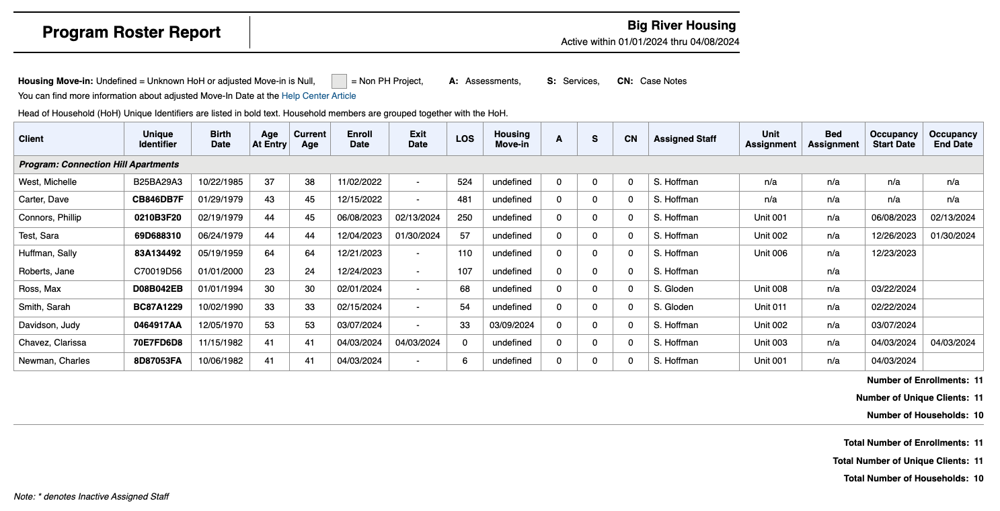 Program Roster Report
Big River Housing
Active within 01/01/2024 thru 04/08/2024
Housing Move-in: Undefined = Unknown HoH or adjusted Move-in is Null, = Non PH Project, A: Assessments, S: Services, CN: Case Notes
You can find more information about adjusted Move-In Date at the Help Center Article
Head of Household (HoH) Unique Identifiers are listed in bold text. Household members are grouped together with the HoH.
Client Unique Identifier Birth Date Age At Entry Current Age Enroll Date Exit Date LOS Housing Move-in A S CN Assigned Staff Unit Assignment Bed Assignment Occupancy Start Date Occupancy End Date
Program: Connection Hill Apartments
West, Michelle B25BA29A3 10/22/1985 37 38 11/02/2022 - 524 undefined 0 0 0 S. Hoffman n/a n/a n/a n/a
Carter, Dave CB846DB7F 01/29/1979 43 45 12/15/2022 - 481 undefined 0 0 0 S. Hoffman n/a n/a n/a n/a
Connors, Phillip 0210B3F20 02/19/1979 44 45 06/08/2023 02/13/2024 250 undefined 0 0 0 S. Hoffman Unit 001 n/a 06/08/2023 02/13/2024
Test, Sara 69D688310 06/24/1979 44 44 12/04/2023 01/30/2024 57 undefined 0 0 0 S. Hoffman Unit 002 n/a 12/26/2023 01/30/2024
Huffman, Sally 83A134492 05/19/1959 64 64 12/21/2023 - 110 undefined 0 0 0 S. Hoffman Unit 006 n/a 12/23/2023
Roberts, Jane C70019D56 01/01/2000 23 24 12/24/2023 - 107 undefined 0 0 0 S. Hoffman n/a
Ross, Max D08B042EB 01/01/1994 30 30 02/01/2024 - 68 undefined 0 0 0 S. Gloden Unit 008 n/a 03/22/2024
Smith, Sarah BC87A1229 10/02/1990 33 33 02/15/2024 - 54 undefined 0 0 0 S. Gloden Unit 011 n/a 02/22/2024
Davidson, Judy 0464917AA 12/05/1970 53 53 03/07/2024 - 33 03/09/2024 0 0 0 S. Hoffman Unit 002 n/a 03/07/2024
Chavez, Clarissa 70E7FD6D8 11/15/1982 41 41 04/03/2024 04/03/2024 0 undefined 0 0 0 S. Hoffman Unit 003 n/a 04/03/2024 04/03/2024
Newman, Charles 8D87053FA 10/06/1982 41 41 04/03/2024 - 6 undefined 0 0 0 S. Hoffman Unit 001 n/a 04/03/2024
Number of Enrollments: 11
Number of Unique Clients: 11
Number of Households: 10
Total Number of Enrollments: 11
Total Number of Unique Clients: 11
Total Number of Households: 10
Note: * denotes Inactive Assigned Staff